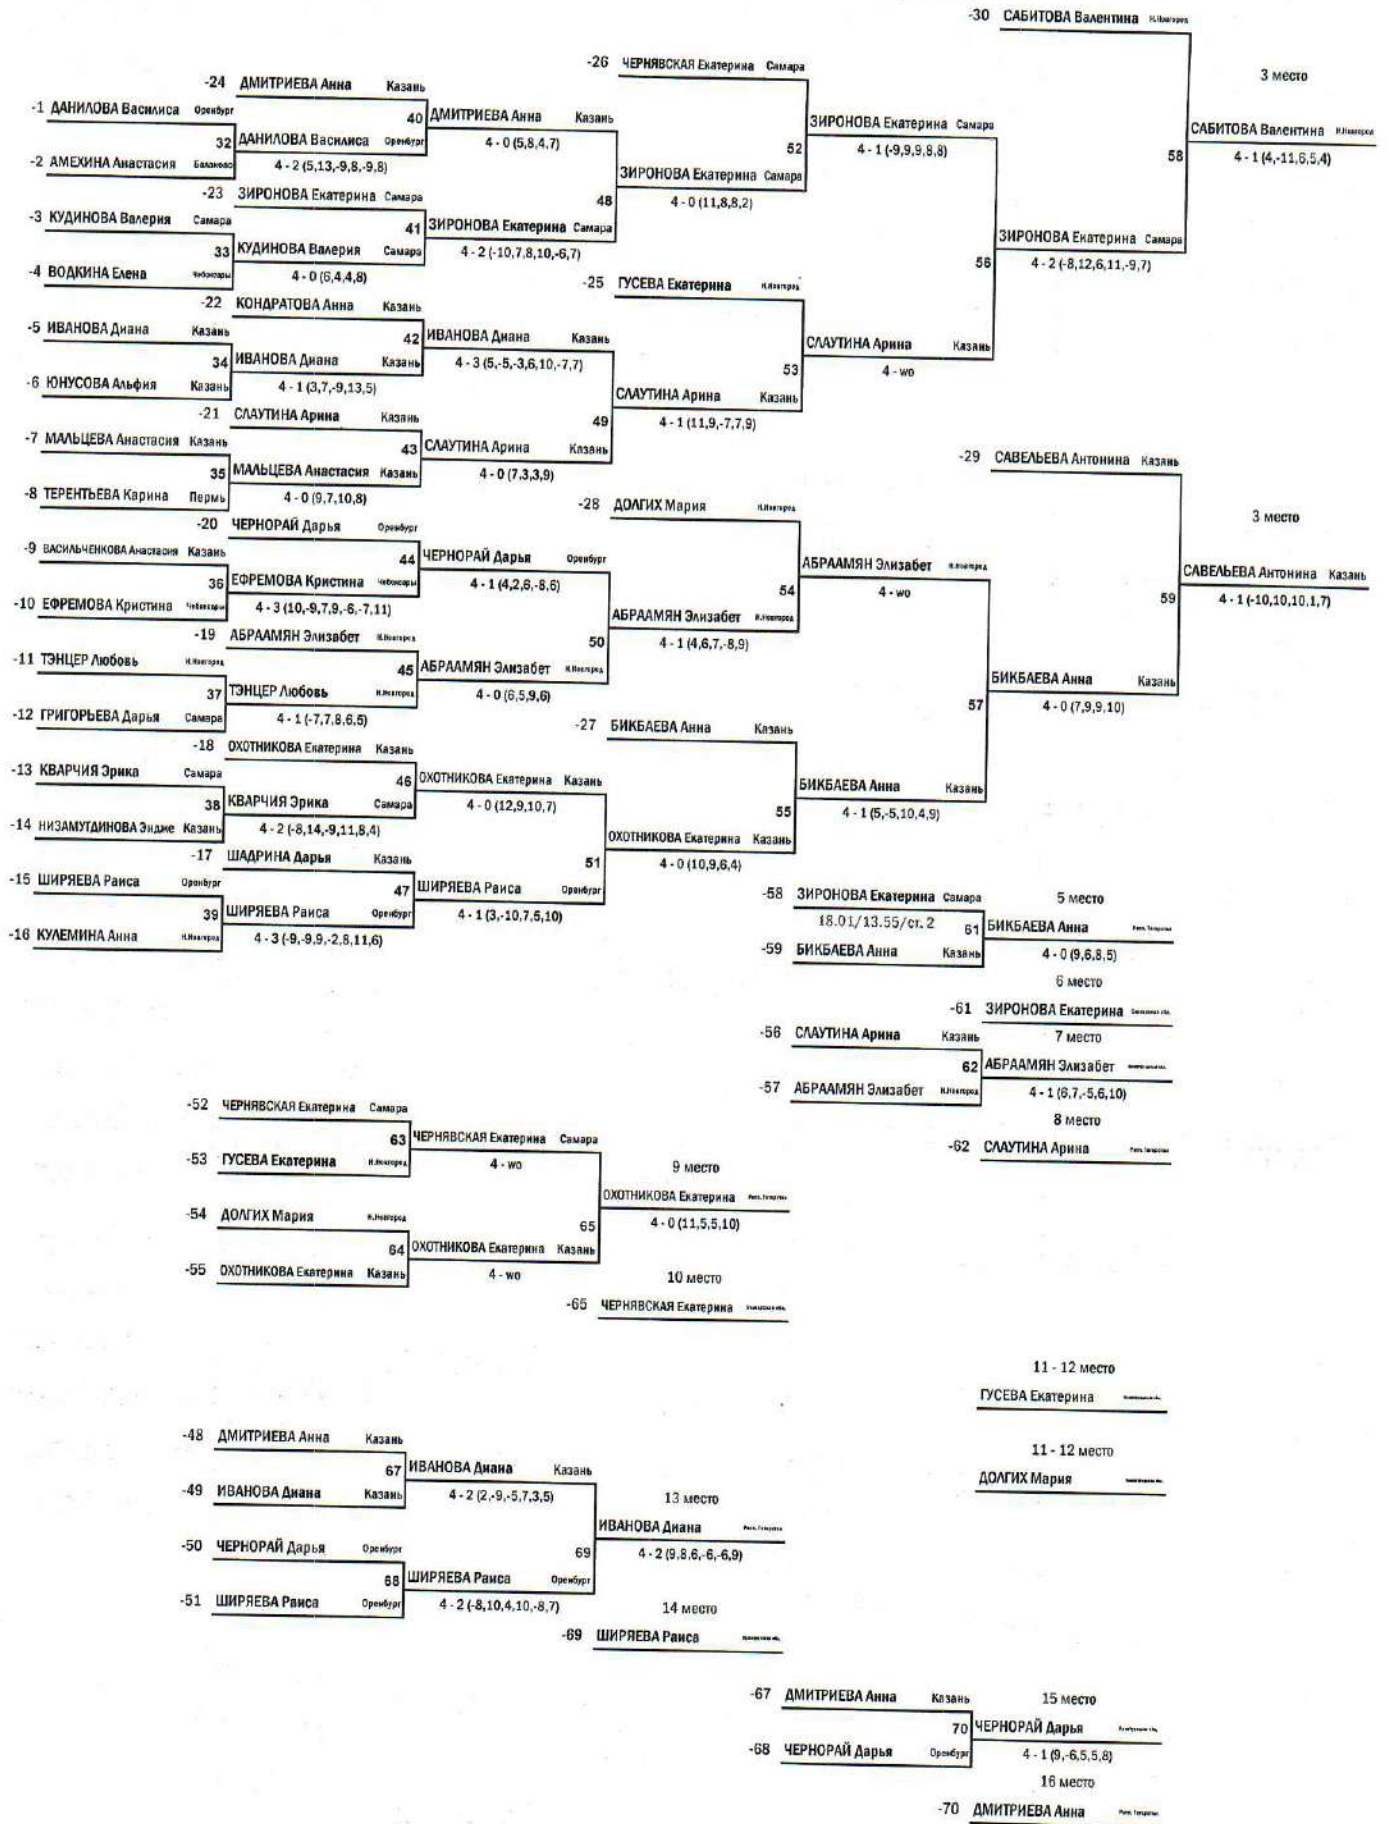 -30 САБИТОВА Валентина Н.Новгород
-26 ЧЕРНЯВСКАЯ Екатерина Самара
3 место
-24 ДМИТРИЕВА Анна Казань
-1 ДАНИЛОВА Василиса Оренбург
40 ДМИТРИЕВА Анна Казань
ЗИРОНОВА Екатерина Самара
САБИТОВА Валентина Н.Новгород
32 ДАНИЛОВА Василиса Оренбург
4 - 0 (5,8,4,7)
52
4 - 1 (-9,9,9,8,8)
58
4 - 1 (4,-11,6,5,4)
-2 АМЕХИНА Анастасия Балаково
4 - 2 (5,13,-9,8,-9,8)
ЗИРОНОВА Екатерина Самара
-23 ЗИРОНОВА Екатерина Самара
48
4 - 0 (11,8,8,2)
-3 КУДИНОВА Валерия Самара
41 ЗИРОНОВА Екатерина Самара
ЗИРОНОВА Екатерина Самара
33 КУДИНОВА Валерия Самара
4 - 2 (-10,7,8,10,-6,7)
56
4 - 2 (-8,12,6,11,-9,7)
-4 ВОДКИНА Елена Чебоксары
4 - 0 (6,4,4,8)
-25 ГУСЕВА Екатерина Н.Новгород
-22 КОНДРАТОВА Анна Казань
-5 ИВАНОВА Диана Казань
42 ИВАНОВА Диана Казань
СЛАУТИНА Арина Казань
34 ИВАНОВА Диана Казань
4 - 3 (5,-5,-3,6,10,-7,7)
53
4 - wo
-6 ЮНУСОВА Альфия Казань
4 - 1 (3,7,-9,13,5)
СЛАУТИНА Арина Казань
-21 СЛАУТИНА Арина Казань
49
4 - 1 (11,9,-7,7,9)
-7 МАЛЬЦЕВА Анастасия Казань
43 СЛАУТИНА Арина Казань
-29 САВЕЛЬЕВА Антонина Казань
35 МАЛЬЦЕВА Анастасия Казань
4 - 0 (7,3,3,9)
-8 ТЕРЕНТЬЕВА Карина Пермь
4 - 0 (9,7,10,8)
-28 ДОЛГИХ Мария Н.Новгород
3 место
-20 ЧЕРНОРАЙ Дарья Оренбург
-9 ВАСИЛЬЧЕНКОВА Анастасия Казань
44 ЧЕРНОРАЙ Дарья Оренбург
АБРААМЯН Элизабет Н.Новгород
САВЕЛЬЕВА Антонина Казань
36 ЕФРЕМОВА Кристина Чебоксары
4 - 1 (4,2,6,-8,6)
54
4 - wo
59
4 - 1 (-10,10,10,1,7)
-10 ЕФРЕМОВА Кристина Чебоксары
4 - 3 (10,-9,7,9,-6,-7,11)
АБРААМЯН Элизабет Н.Новгород
-19 АБРААМЯН Элизабет Н.Новгород
50
4 - 1 (4,6,7,-8,9)
-11 ТЭНЦЕР Любовь Н.Новгород
45 АБРААМЯН Элизабет Н.Новгород
БИКБАЕВА Анна Казань
37 ТЭНЦЕР Любовь Н.Новгород
4 - 0 (6,5,9,6)
57
4 - 0 (7,9,9,10)
-12 ГРИГОРЬЕВА Дарья Самара
4 - 1 (-7,7,8,6,5)
-27 БИКБАЕВА Анна Казань
-18 ОХОТНИКОВА Екатерина Казань
-13 КВАРЧИЯ Эрика Самара
46 ОХОТНИКОВА Екатерина Казань
БИКБАЕВА Анна Казань
38 КВАРЧИЯ Эрика Самара
4 - 0 (12,9,10,7)
55
4 - 1 (5,-5,10,4,9)
-14 НИЗАМУТДИНОВА Эндже Казань
4 - 2 (-8,14,-9,11,8,4)
ОХОТНИКОВА Екатерина Казань
-17 ШАДРИНА Дарья Казань
51
4 - 0 (10,9,6,4)
-15 ШИРЯЕВА Раиса Оренбург
47 ШИРЯЕВА Раиса Оренбург
-58 ЗИРОНОВА Екатерина Самара
5 место
39 ШИРЯЕВА Раиса Оренбург
4 - 1 (3,-10,7,5,10)
18.01/13.55/ст.2
61 БИКБАЕВА Анна
-16 КУЛЕМИНА Анна Н.Новгород
4 - 3 (-9,-9,9,-2,8,11,6)
-59 БИКБАЕВА Анна Казань
4 - 0 (9,6,8,5)
6 место
-61 ЗИРОНОВА Екатерина
-56 СЛАУТИНА Арина Казань
7 место
62 АБРААМЯН Элизабет
-57 АБРААМЯН Элизабет Н.Новгород
4 - 1 (6,7,-5,6,10)
-52 ЧЕРНЯВСКАЯ Екатерина Самара
8 место
63 ЧЕРНЯВСКАЯ Екатерина Самара
-62 СЛАУТИНА Арина
-53 ГУСЕВА Екатерина Н.Новгород
4 - wo
9 место
ОХОТНИКОВА Екатерина
-54 ДОЛГИХ Мария Н.Новгород
65
4 - 0 (11,5,5,10)
64 ОХОТНИКОВА Екатерина Казань
-55 ОХОТНИКОВА Екатерина Казань
4 - wo
10 место
-65 ЧЕРНЯВСКАЯ Екатерина
11 - 12 место
ГУСЕВА Екатерина
-48 ДМИТРИЕВА Анна Казань
11 - 12 место
67 ИВАНОВА Диана Казань
ДОЛГИХ Мария
-49 ИВАНОВА Диана Казань
4 - 2 (2,-9,-5,7,3,5)
13 место
ИВАНОВА Диана
-50 ЧЕРНОРАЙ Дарья Оренбург
69
4 - 2 (9,8,6,-6,-6,9)
68 ШИРЯЕВА Раиса Оренбург
-51 ШИРЯЕВА Раиса Оренбург
4 - 2 (-8,10,4,10,-8,7)
14 место
-69 ШИРЯЕВА Раиса
-67 ДМИТРИЕВА Анна Казань
15 место
70 ЧЕРНОРАЙ Дарья
-68 ЧЕРНОРАЙ Дарья Оренбург
4 - 1 (9,-6,5,5,8)
16 место
-70 ДМИТРИЕВА Анна